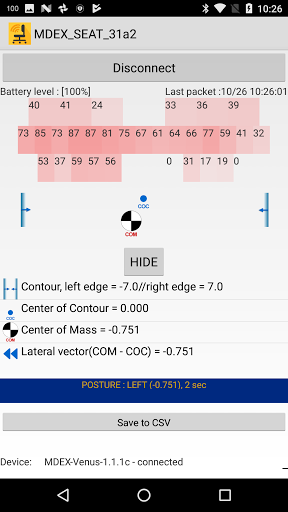 100 10:26
MDEX_SEAT_31a2
Disconnect
Battery level : [100%] Last packet :10/26 10:26:01
40 41 24 33 36 39
73 85 73 87 87 81 75 67 61 64 66 77 59 41 32
53 37 59 57 56 0 31 17 19 0
COC
COM
HIDE
Contour, left edge = -7.0//right edge = 7.0
COC Center of Contour = 0.000
COM Center of Mass = -0.751
Lateral vector(COM - COC) = -0.751
POSTURE : LEFT (-0.751), 2 sec
Save to CSV
Device: MDEX-Venus-1.1.1c - connected